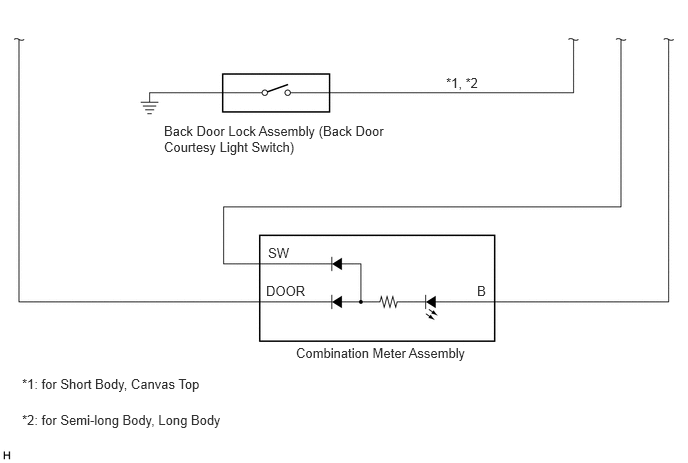 *1, *2
Back Door Lock Assembly (Back Door
Courtesy Light Switch)
SW
DOOR
B
Combination Meter Assembly
*1: for Short Body, Canvas Top
*2: for Semi-long Body, Long Body
H